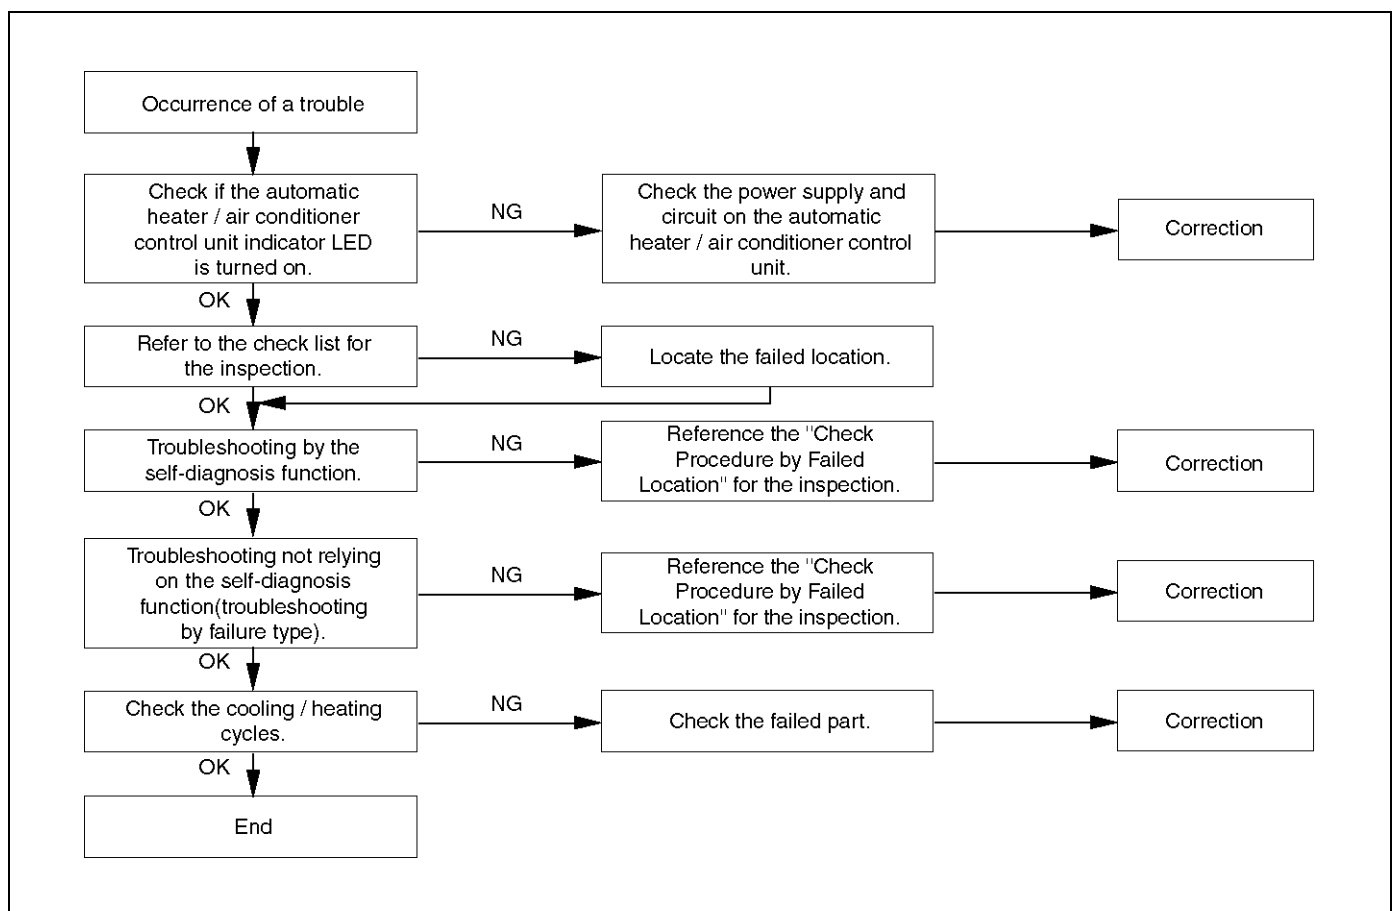 Occurrence of a trouble
Check if the automatic
heater / air conditioner
control unit indicator LED
is turned on.
NG
Check the power supply and
circuit on the automatic
heater / air conditioner control
unit.
Correction
OK
Refer to the check list for
the inspection.
NG
Locate the failed location.
OK
Troubleshooting by the
self-diagnosis function.
NG
Reference the "Check
Procedure by Failed
Location" for the inspection.
Correction
OK
Troubleshooting not relying
on the self-diagnosis
function(troubleshooting
by failure type).
NG
Reference the "Check
Procedure by Failed
Location" for the inspection.
Correction
OK
Check the cooling / heating
cycles.
NG
Check the failed part.
Correction
OK
End